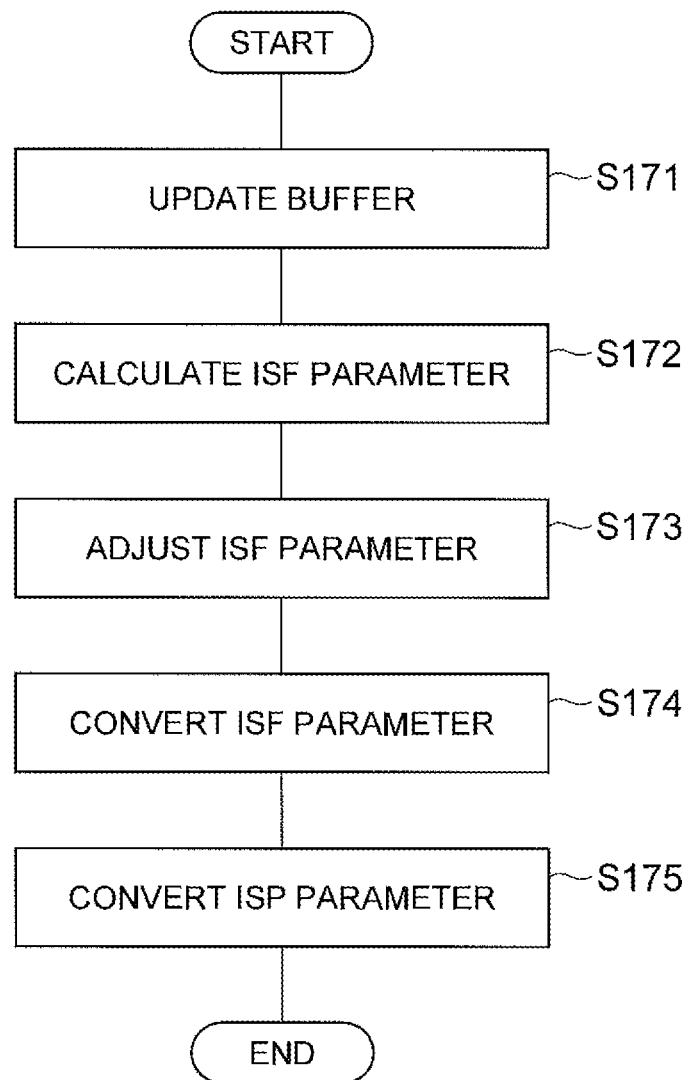 START
UPDATE BUFFER
S171
CALCULATE ISF PARAMETER
S172
ADJUST ISF PARAMETER
S173
CONVERT ISF PARAMETER
S174
CONVERT ISP PARAMETER
S175
END